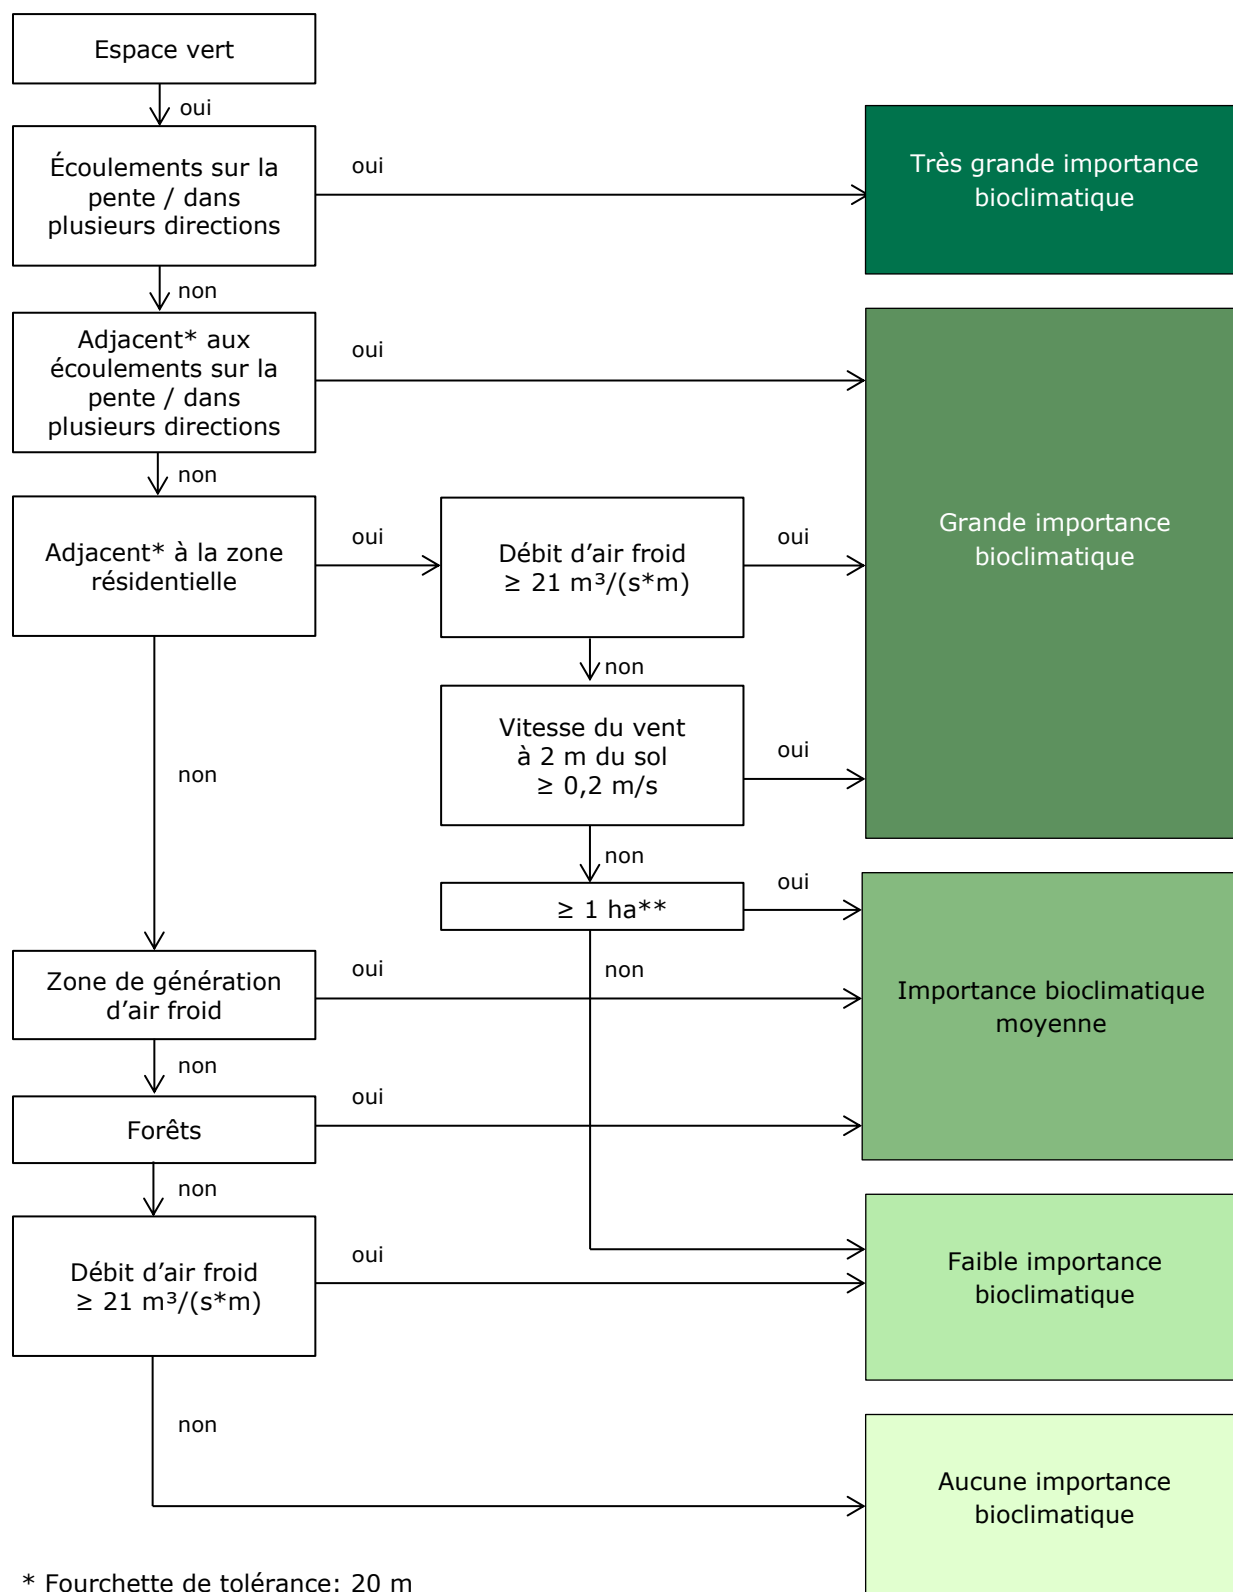 Espace vert
oui
Écoulements sur la
pente / dans
plusieurs directions
oui
Très grande importance
bioclimatique
non
Adjacent* aux
écoulements sur la
pente / dans
plusieurs directions
oui
Grande importance
bioclimatique
non
Adjacent* à la zone
résidentielle
oui
Débit d’air froid
≥ 21 m³/(s*m)
oui
non
Vitesse du vent
à 2 m du sol
≥ 0,2 m/s
oui
non
≥ 1 ha**
oui
non
non
Zone de génération
d’air froid
oui
Importance bioclimatique
moyenne
non
Forêts
oui
non
Débit d’air froid
≥ 21 m³/(s*m)
oui
Faible importance
bioclimatique
non
Aucune importance
bioclimatique
* Fourchette de tolérance: 20 m